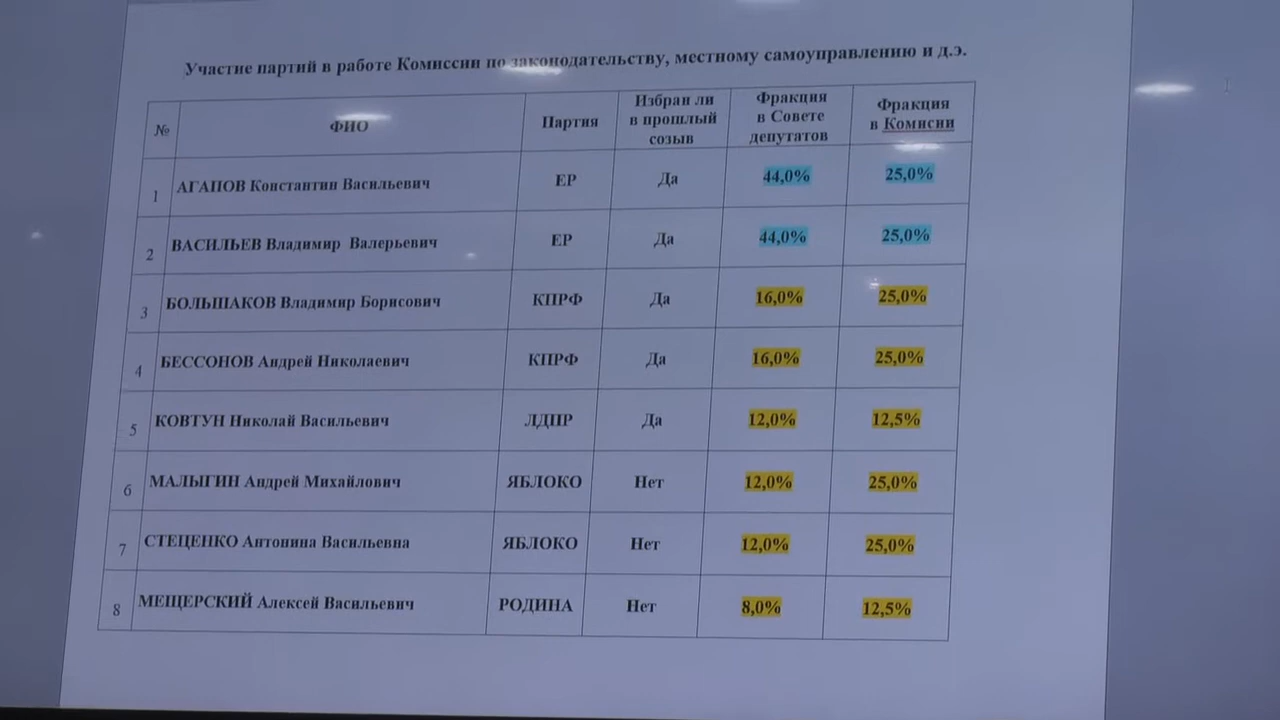 Участие партий в работе Комиссии по законодательству, местному самоуправлению и д.э.
№ ФИО Партия Избран ли в прошлый созыв Фракция в Совете депутатов Фракция в Комисии
1 АГАПОВ Константин Васильевич ЕР Да 44,0% 25,0%
2 ВАСИЛЬЕВ Владимир Валерьевич ЕР Да 44,0% 25,0%
3 БОЛЬШАКОВ Владимир Борисович КПРФ Да 16,0% 25,0%
4 БЕССОНОВ Андрей Николаевич КПРФ Да 16,0% 25,0%
5 КОВТУН Николай Васильевич ЛДПР Да 12,0% 12,5%
6 МАЛЫГИН Андрей Михайлович ЯБЛОКО Нет 12,0% 25,0%
7 СТЕЦЕНКО Антонина Васильевна ЯБЛОКО Нет 12,0% 25,0%
8 МЕЩЕРСКИЙ Алексей Васильевич РОДИНА Нет 8,0% 12,5%